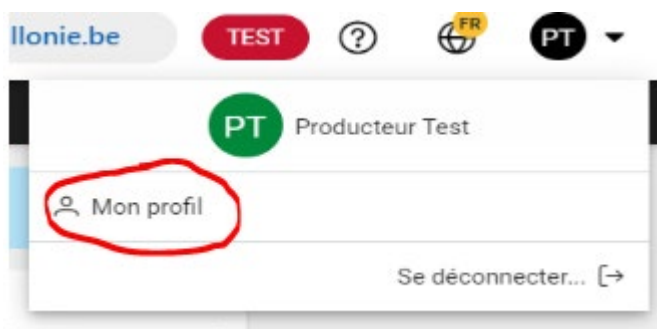 llonie.be TEST ? FR PT
PT Producteur Test
Mon profil
Se déconnecter...